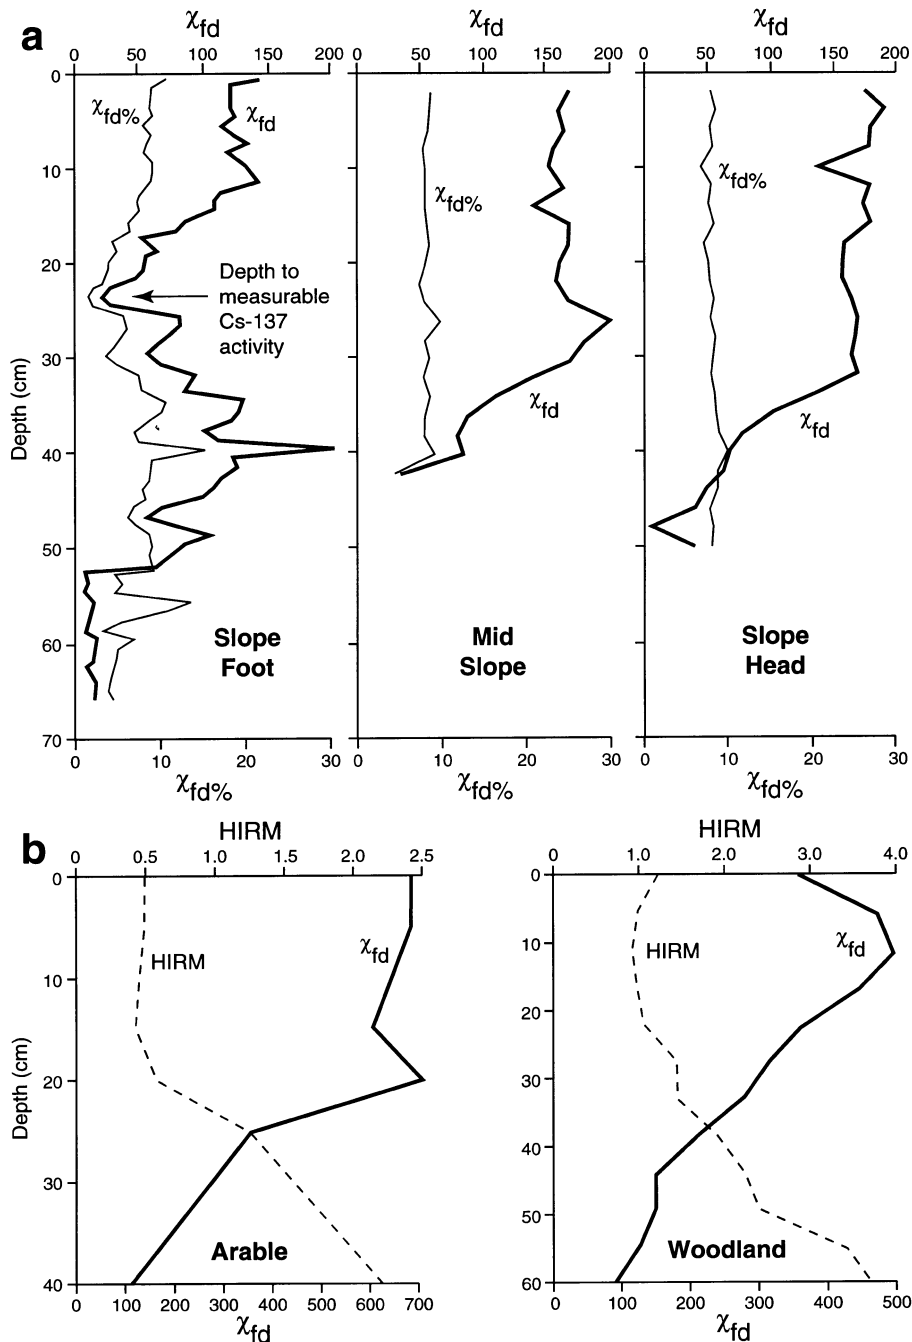 a
χfd
χfd
χfd
0 50 100 150 200
0 50 100 150 200
0 50 100 150 200
0
10
20
30
40
50
60
70
Depth (cm)
χfd%
χfd
Depth to
measurable
Cs-137
activity
Slope
Foot
χfd%
χfd
Mid
Slope
χfd%
χfd
Slope
Head
0 10 20 30
0 10 20 30
0 10 20 30
χfd%
χfd%
χfd%
b
HIRM
0 0.5 1.0 1.5 2.0 2.5
0
10
20
30
40
Depth (cm)
HIRM
χfd
Arable
0 100 200 300 400 500 600 700
χfd
HIRM
0 1.0 2.0 3.0 4.0
0
10
20
30
40
50
60
HIRM
χfd
Woodland
0 100 200 300 400 500
χfd